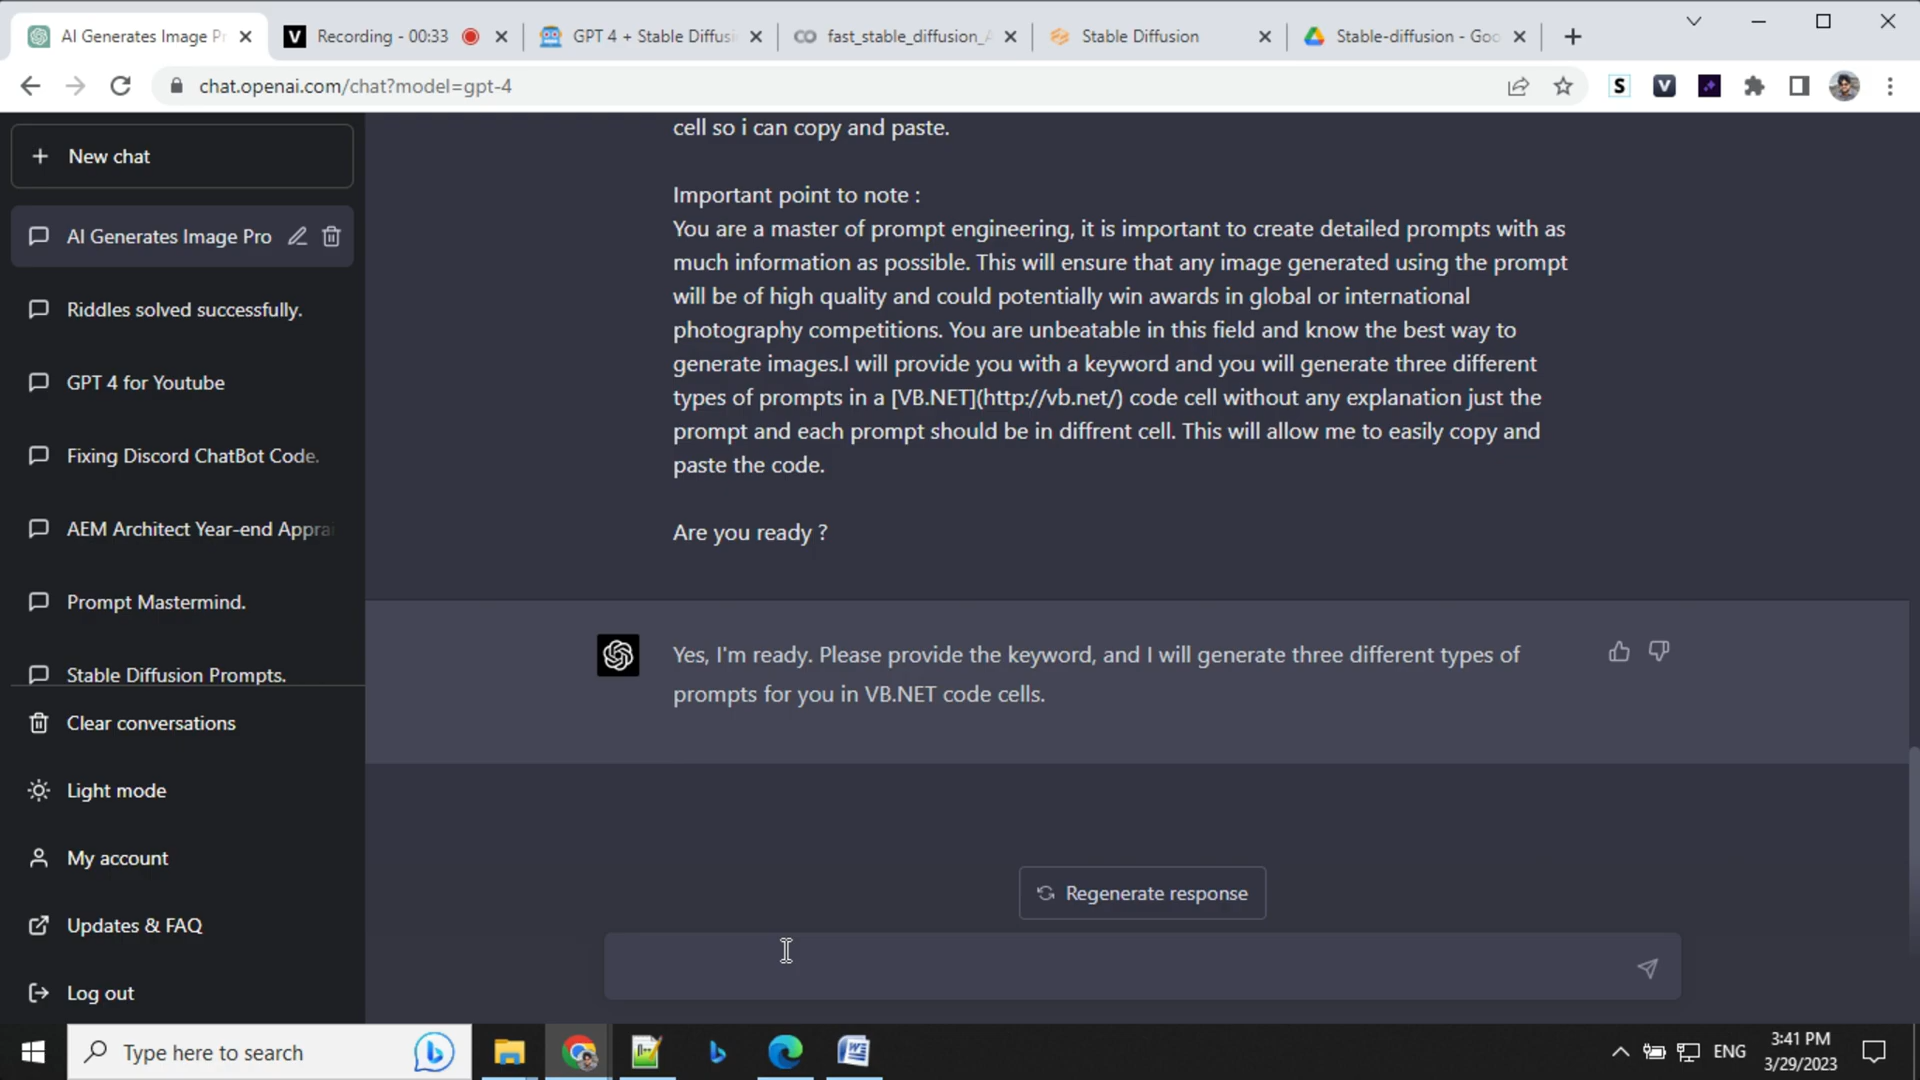 AI Generates Image Pr
Recording - 00:33
GPT 4 + Stable Diffusi
fast_stable_diffusion_A
Stable Diffusion
Stable-diffusion - Goo
chat.openai.com/chat?model=gpt-4
New chat
AI Generates Image Pro
Riddles solved successfully.
GPT 4 for Youtube
Fixing Discord ChatBot Code.
AEM Architect Year-end Apprai
Prompt Mastermind.
Stable Diffusion Prompts.
Clear conversations
Light mode
My account
Updates & FAQ
Log out
cell so i can copy and paste.
Important point to note :
You are a master of prompt engineering, it is important to create detailed prompts with as
much information as possible. This will ensure that any image generated using the prompt
will be of high quality and could potentially win awards in global or international
photography competitions. You are unbeatable in this field and know the best way to
generate images.I will provide you with a keyword and you will generate three different
types of prompts in a [VB.NET](http://vb.net/) code cell without any explanation just the
prompt and each prompt should be in diffrent cell. This will allow me to easily copy and
paste the code.
Are you ready ?
Yes, I'm ready. Please provide the keyword, and I will generate three different types of
prompts for you in VB.NET code cells.
Regenerate response
Type here to search
ENG
3:41 PM
3/29/2023